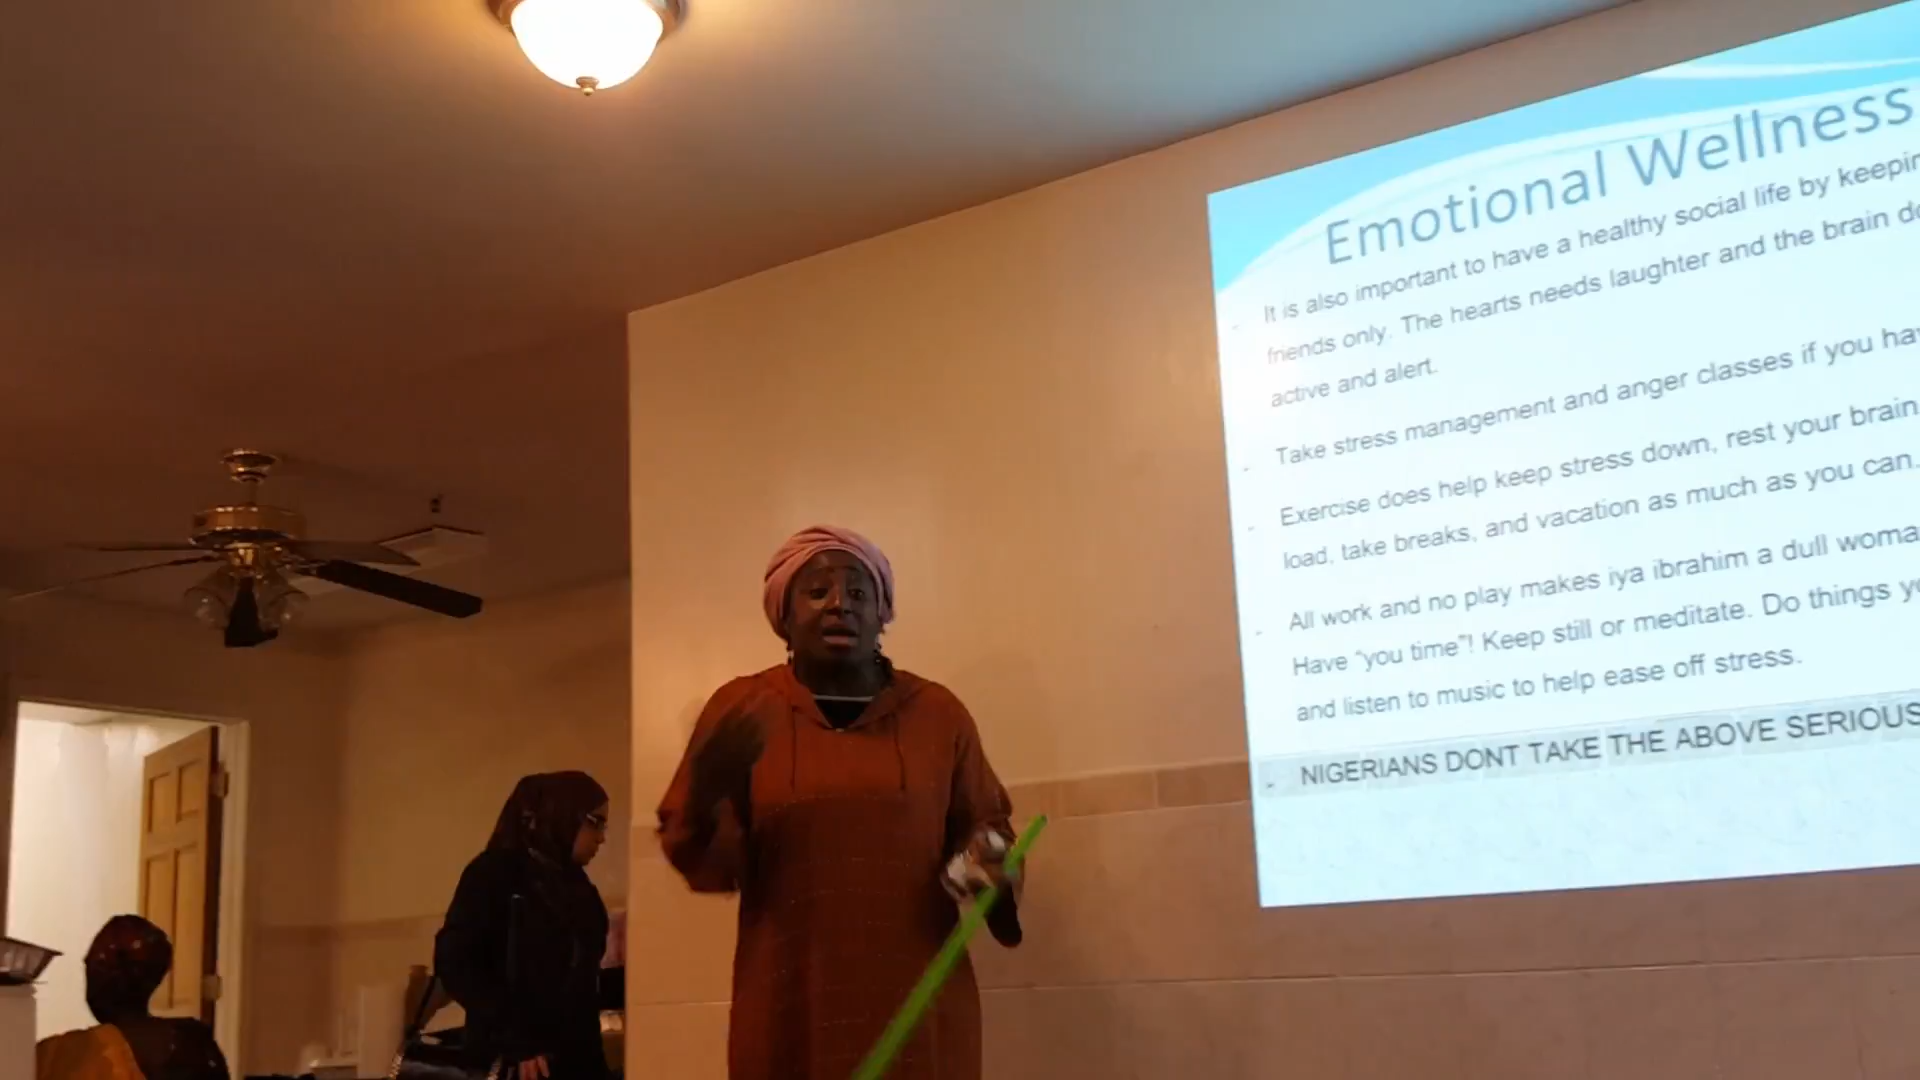 Emotional Wellness
- It is also important to have a healthy social life by keepin
friends only. The hearts needs laughter and the brain do
active and alert.
- Take stress management and anger classes if you hav
- Exercise does help keep stress down, rest your brain
load, take breaks, and vacation as much as you can.
- All work and no play makes iya ibrahim a dull woma
Have "you time"! Keep still or meditate. Do things yo
and listen to music to help ease off stress.
- NIGERIANS DONT TAKE THE ABOVE SERIOUS